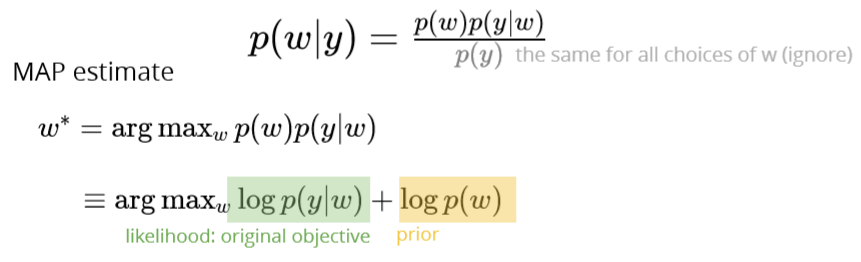 p(w|y) = p(w)p(y|w) / p(y) the same for all choices of w (ignore)
MAP estimate
w* = arg max_w p(w)p(y|w)
≡ arg max_w log p(y|w) + log p(w)
likelihood: original objective prior